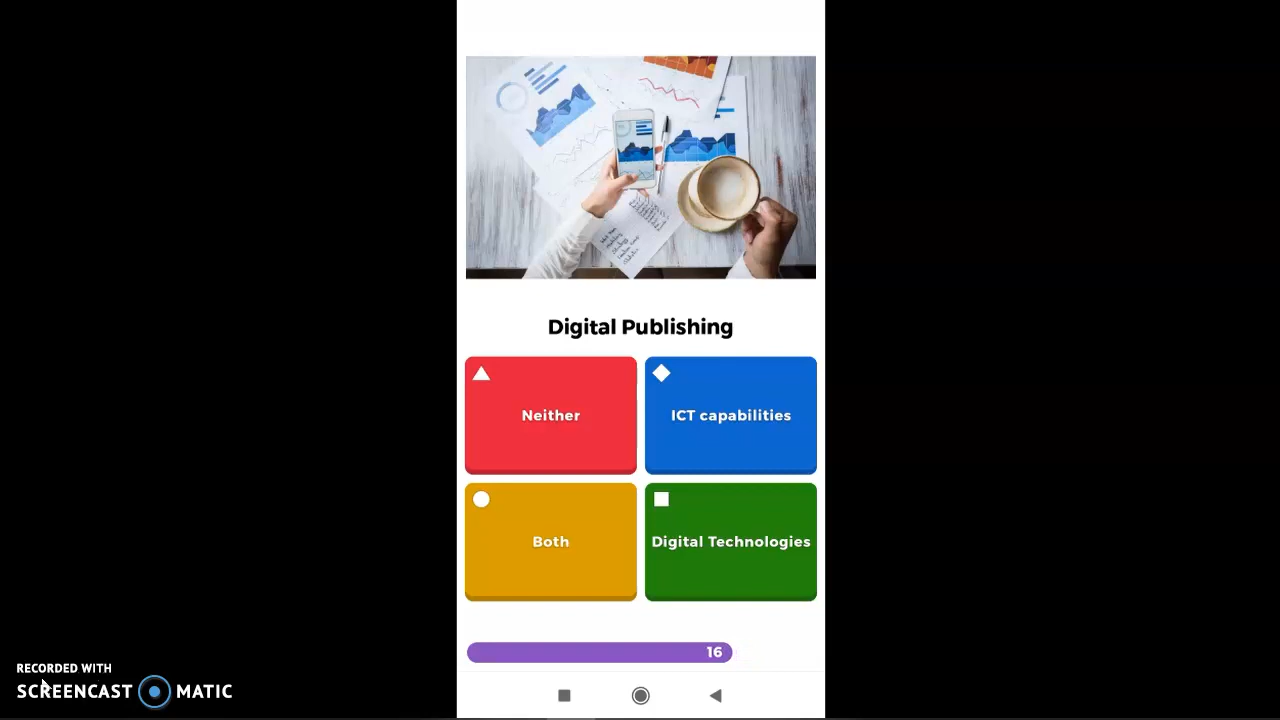 Digital Publishing
Neither
ICT capabilities
Both
Digital Technologies
16
RECORDED WITH
SCREENCAST MATIC